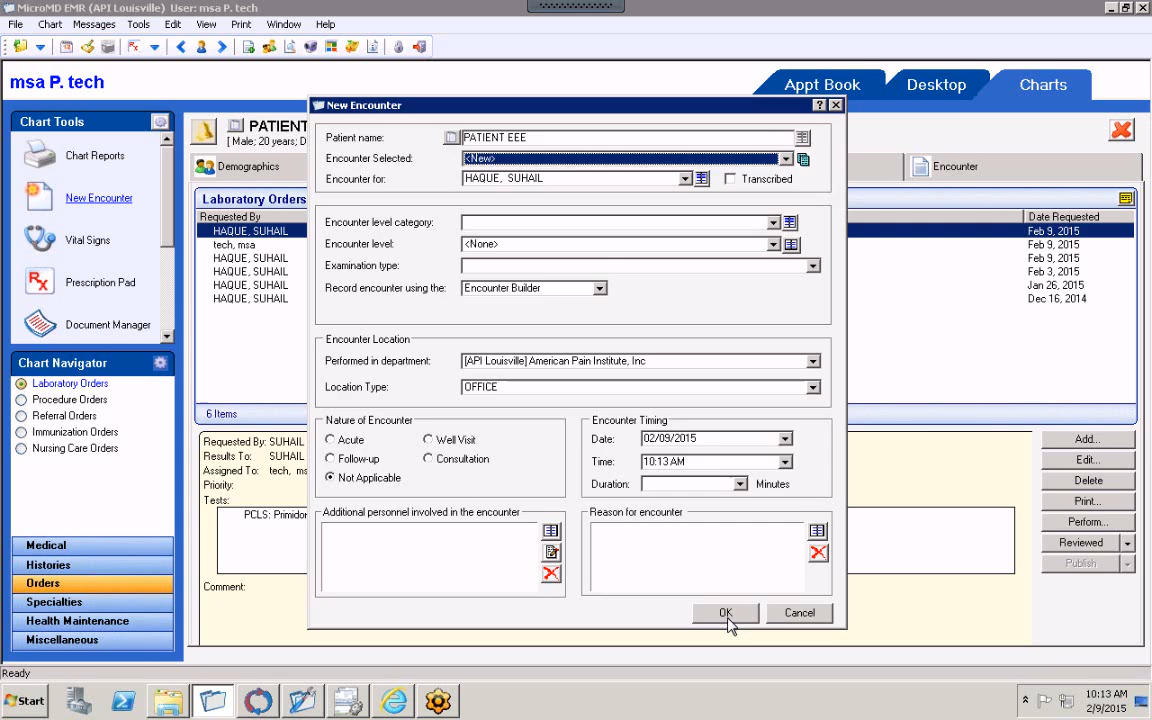 MicroMD EMR (API Louisville) User: msa P. tech
File Chart Messages Tools Edit View Print Window Help
msa P. tech
Appt Book Desktop Charts
Chart Tools
Chart Reports
New Encounter
Vital Signs
Prescription Pad
Document Manager
PATIENT
[ Male; 20 years; D
Demographics
Encounter
Laboratory Orders
Requested By Date Requested
HAQUE, SUHAIL Feb 9, 2015
tech, msa Feb 9, 2015
HAQUE, SUHAIL Feb 9, 2015
HAQUE, SUHAIL Feb 3, 2015
HAQUE, SUHAIL Jan 26, 2015
HAQUE, SUHAIL Dec 16, 2014
6 Items
Requested By: SUHAIL
Results To: SUHAIL
Assigned To: tech, ms
Priority:
Tests:
PCLS: Primidor
Comment:
Chart Navigator
Laboratory Orders
Procedure Orders
Referral Orders
Immunization Orders
Nursing Care Orders
Medical
Histories
Orders
Specialties
Health Maintenance
Miscellaneous
New Encounter
Patient name: PATIENT EEE
Encounter Selected: <New>
Encounter for: HAQUE, SUHAIL Transcribed
Encounter level category:
Encounter level: <None>
Examination type:
Record encounter using the: Encounter Builder
Encounter Location
Performed in department: [API Louisville] American Pain Institute, Inc
Location Type: OFFICE
Nature of Encounter
Acute Well Visit
Follow-up Consultation
Not Applicable
Encounter Timing
Date: 02/09/2015
Time: 10:13 AM
Duration: Minutes
Additional personnel involved in the encounter
Reason for encounter
OK Cancel
Add...
Edit...
Delete
Print...
Perform...
Reviewed
Publish
Ready
Start
10:13 AM
2/9/2015